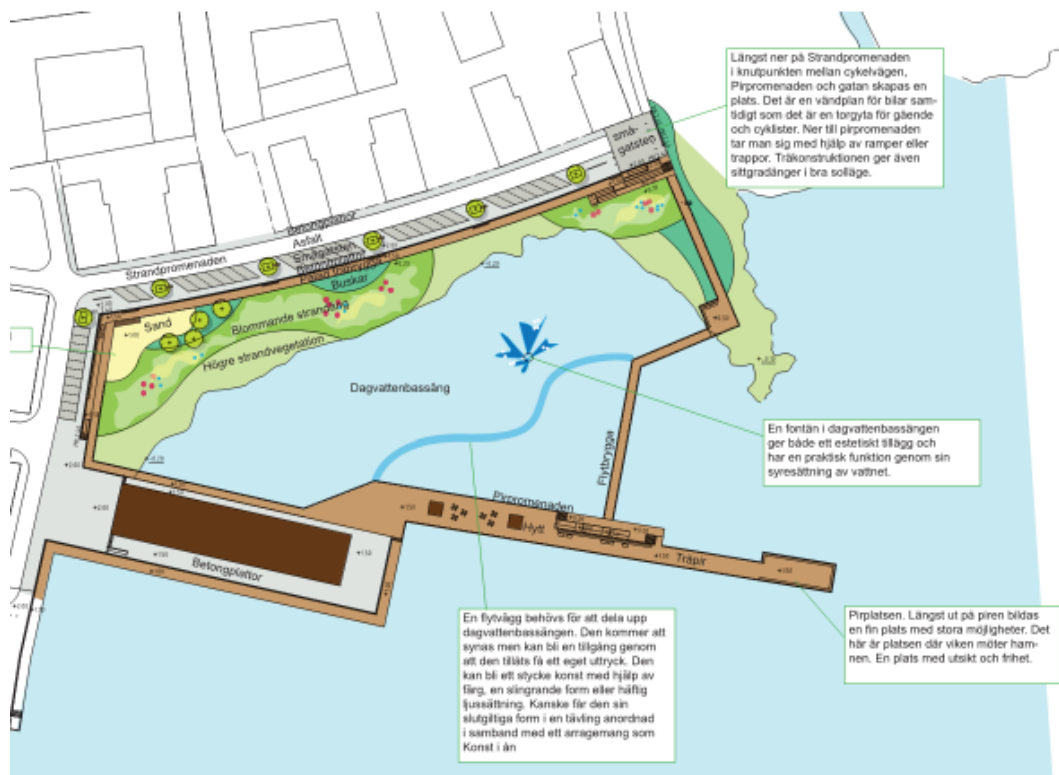 Längst ner på Strandpromenaden
i knutpunkten mellan cykelvägen,
Pirpromenaden och gatan skapas en
plats. Det är en vändplan för bilar sam-
tidigt som det är en torgyta för gående
och cyklister. Ner till pirpromenaden
tar man sig med hjälp av ramper eller
trappor. Träkonstruktionen ger även
sittgradänger i bra solläge.
små-
gatsten
Betongplattor
Asfalt
Smågatsten
Strandpromenaden
Buskar
Sand
Blommande strandäng
Högre strandvegetation
Dagvattenbassäng
En fontän i dagvattenbassängen
ger både ett estetiskt tillägg och
har en praktisk funktion genom sin
syresättning av vattnet.
Flytbrygga
Pirpromenaden
Hytt
Träpir
Betongplattor
En flytvägg behövs för att dela upp
dagvattenbassängen. Den kommer att
synas men kan bli en tillgång genom
att den tillåts få ett eget uttryck. Den
kan bli ett stycke konst med hjälp av
färg, en slingrande form eller häftig
ljussättning. Kanske får den sin
slutgiltiga form i en tävling anordnad
i samband med ett arragemang som
Konst i ån
Pirplatsen. Längst ut på piren bildas
en fin plats med stora möjligheter. Det
här är platsen där viken möter ham-
nen. En plats med utsikt och frihet.